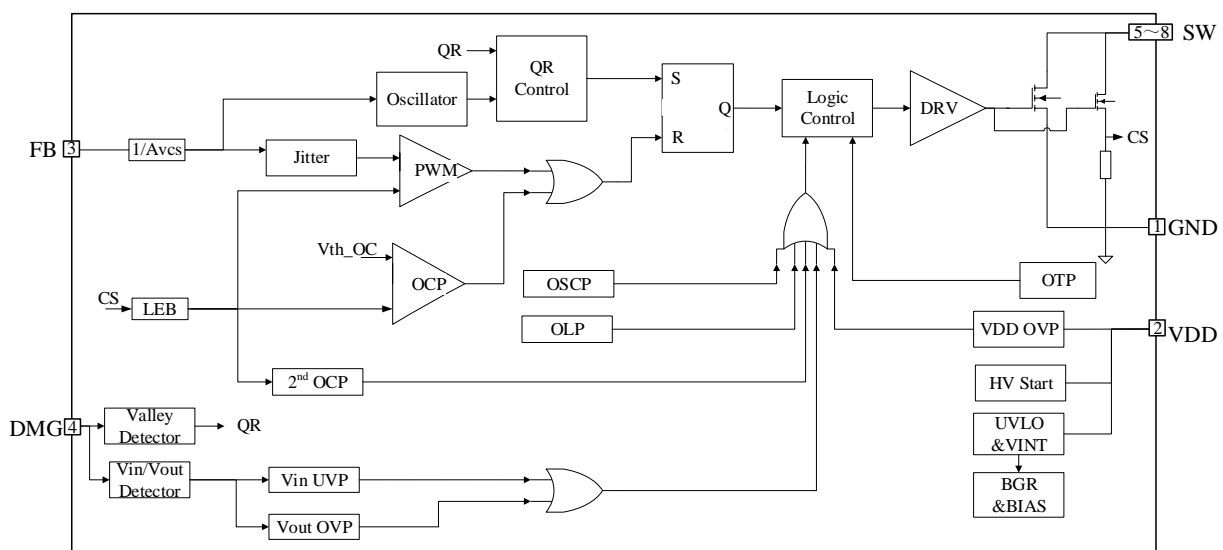 5～8 SW
QR
QR
Control
S
Q
R
Oscillator
Logic
Control
DRV
CS
FB 3
1/Avcs
Jitter
PWM
1 GND
Vth_OC
OCP
OSCP
OTP
CS
LEB
OLP
VDD OVP
2 VDD
2nd OCP
HV Start
DMG 4
Valley
Detector
QR
UVLO
&VINT
Vin/Vout
Detector
Vin UVP
BGR
&BIAS
Vout OVP